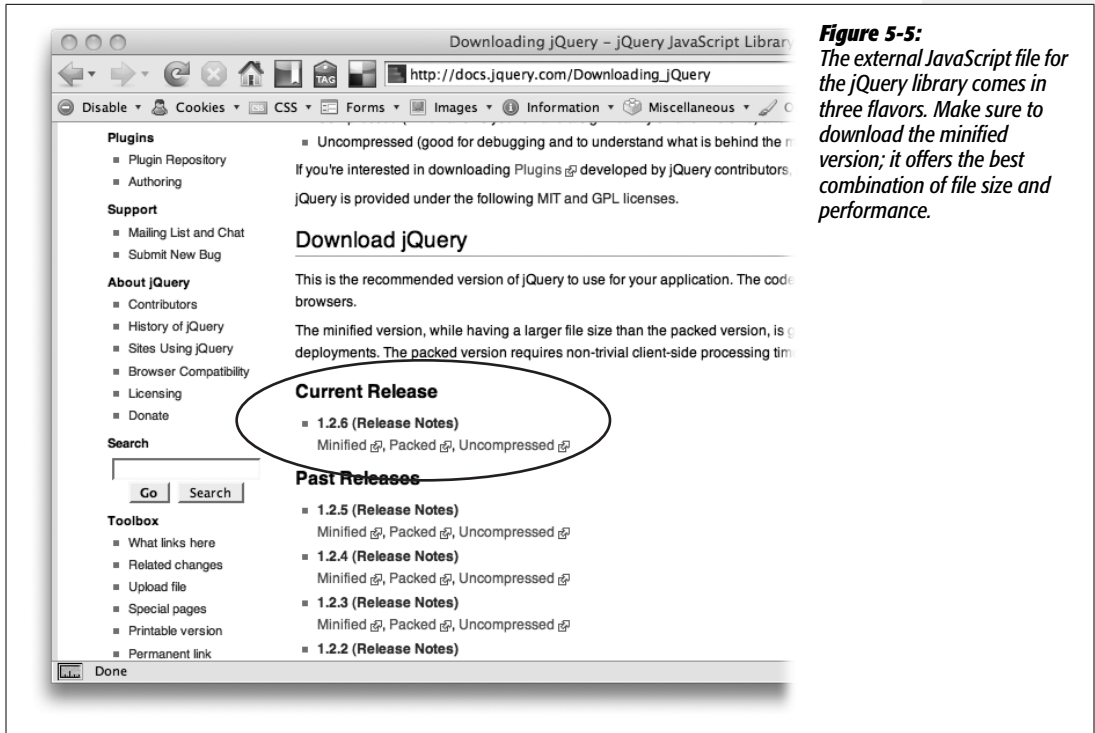 Downloading jQuery – jQuery JavaScript Library
TAG
http://docs.jquery.com/Downloading_jQuery
Disable Cookies CSS Forms Images Information Miscellaneous
Plugins
Plugin Repository
Authoring
Support
Mailing List and Chat
Submit New Bug
About jQuery
Contributors
History of jQuery
Sites Using jQuery
Browser Compatibility
Licensing
Donate
Search
Go Search
Toolbox
What links here
Related changes
Upload file
Special pages
Printable version
Permanent link
Uncompressed (good for debugging and to understand what is behind the
If you're interested in downloading Plugins developed by jQuery contributors,
jQuery is provided under the following MIT and GPL licenses.
Download jQuery
This is the recommended version of jQuery to use for your application. The code
browsers.
The minified version, while having a larger file size than the packed version, is
deployments. The packed version requires non-trivial client-side processing
Current Release
1.2.6 (Release Notes)
Minified, Packed, Uncompressed
Past Releases
1.2.5 (Release Notes)
Minified, Packed, Uncompressed
1.2.4 (Release Notes)
Minified, Packed, Uncompressed
1.2.3 (Release Notes)
Minified, Packed, Uncompressed
1.2.2 (Release Notes)
Done
Figure 5-5:
The external JavaScript file for
the jQuery library comes in
three flavors. Make sure to
download the minified
version; it offers the best
combination of file size and
performance.